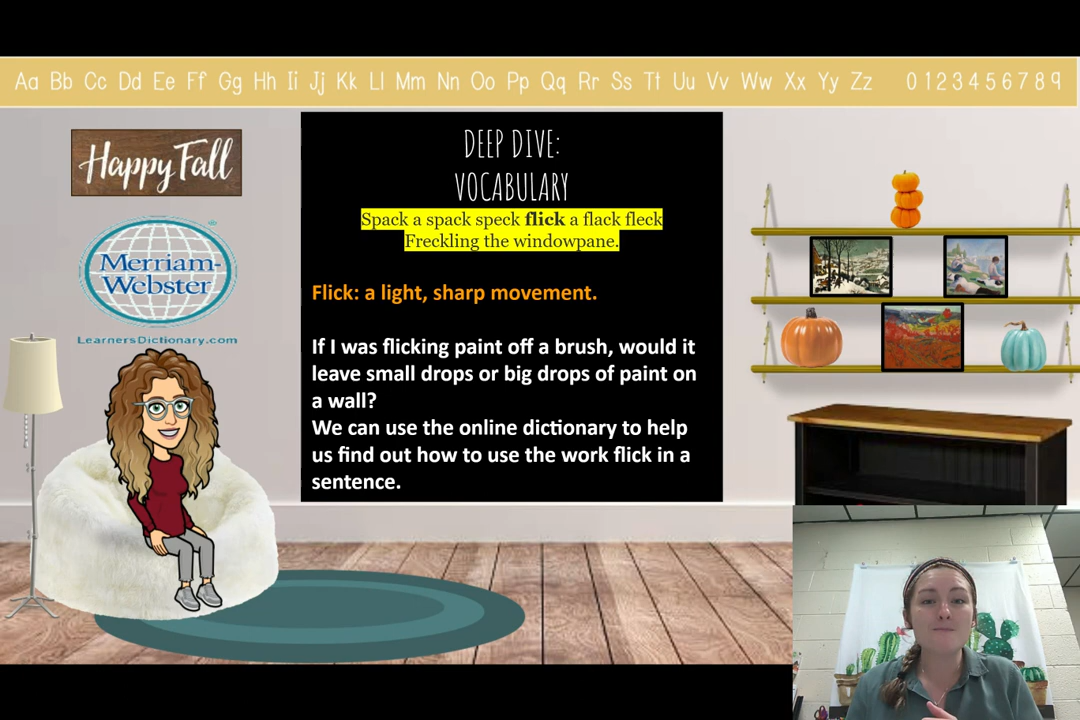 Aa Bb Cc Dd Ee Ff Gg Hh Ii Jj Kk Ll Mm Nn Oo Pp Qq Rr Ss Tt Uu Vv Ww Xx Yy Zz 0 1 2 3 4 5 6 7 8 9
Happy Fall
Merriam-
Webster
LearnersDictionary.com
DEEP DIVE:
VOCABULARY
Spack a spack speck flick a flack fleck
Freckling the windowpane.
Flick: a light, sharp movement.
If I was flicking paint off a brush, would it
leave small drops or big drops of paint on
a wall?
We can use the online dictionary to help
us find out how to use the work flick in a
sentence.